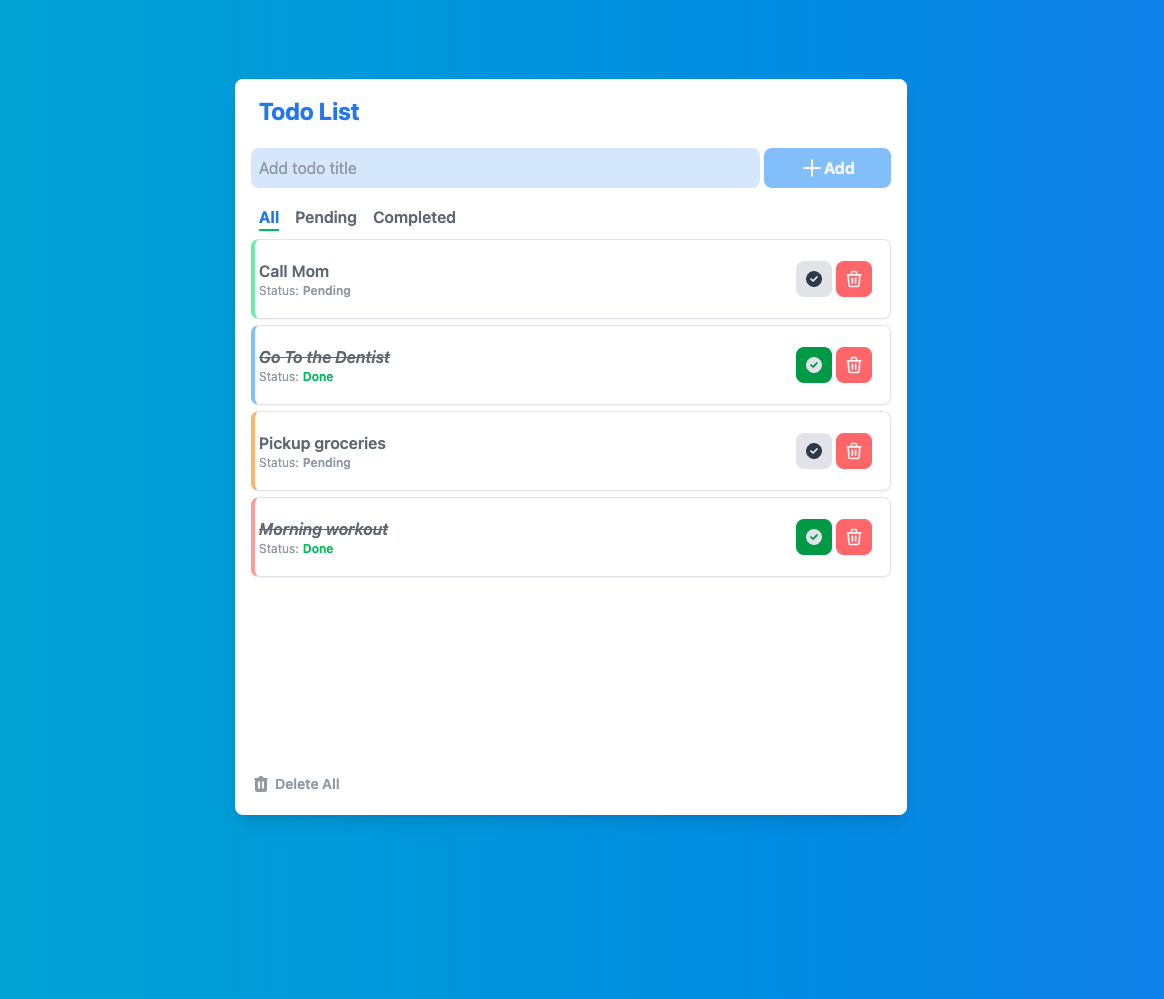 Todo List
Add todo title
Add
All Pending Completed
Call Mom
Status: Pending
Go To the Dentist
Status: Done
Pickup groceries
Status: Pending
Morning workout
Status: Done
Delete All